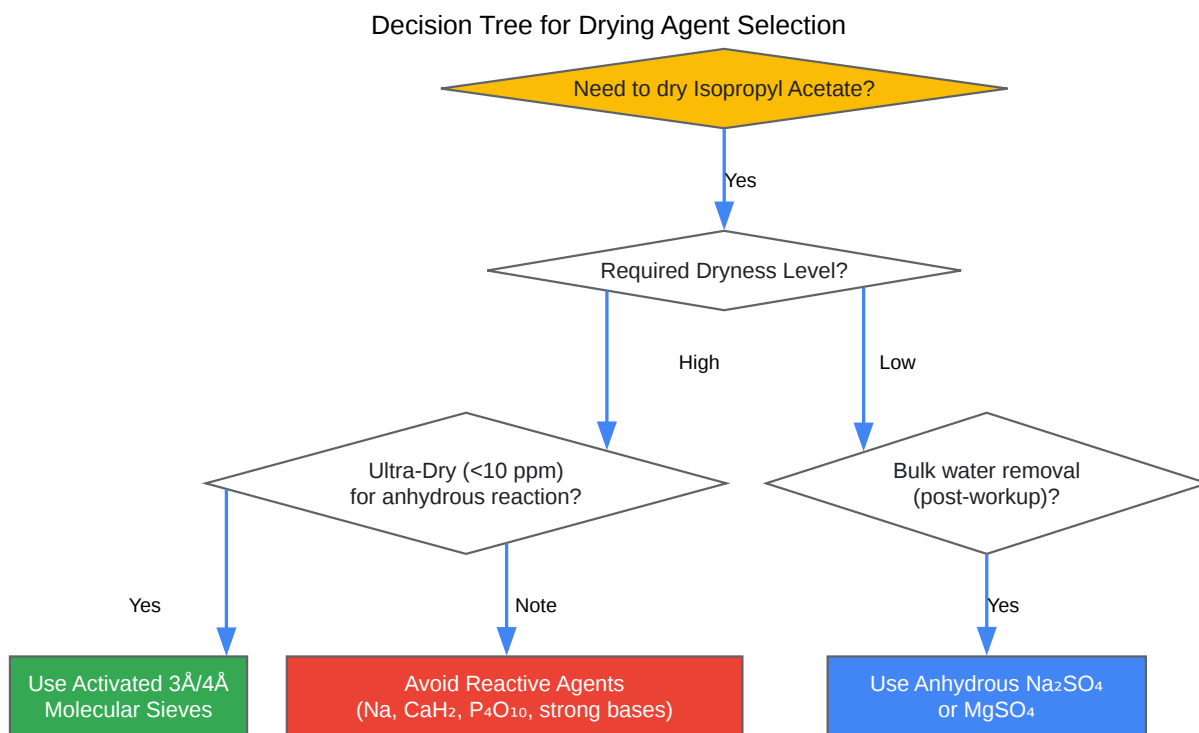 Decision Tree for Drying Agent Selection
Need to dry Isopropyl Acetate?
Yes
Required Dryness Level?
High
Low
Ultra-Dry (<10 ppm)
for anhydrous reaction?
Bulk water removal
(post-workup)?
Yes
Note
Yes
Use Activated 3Å/4Å
Molecular Sieves
Avoid Reactive Agents
(Na, CaH₂, P₄O₁₀, strong bases)
Use Anhydrous Na₂SO₄
or MgSO₄